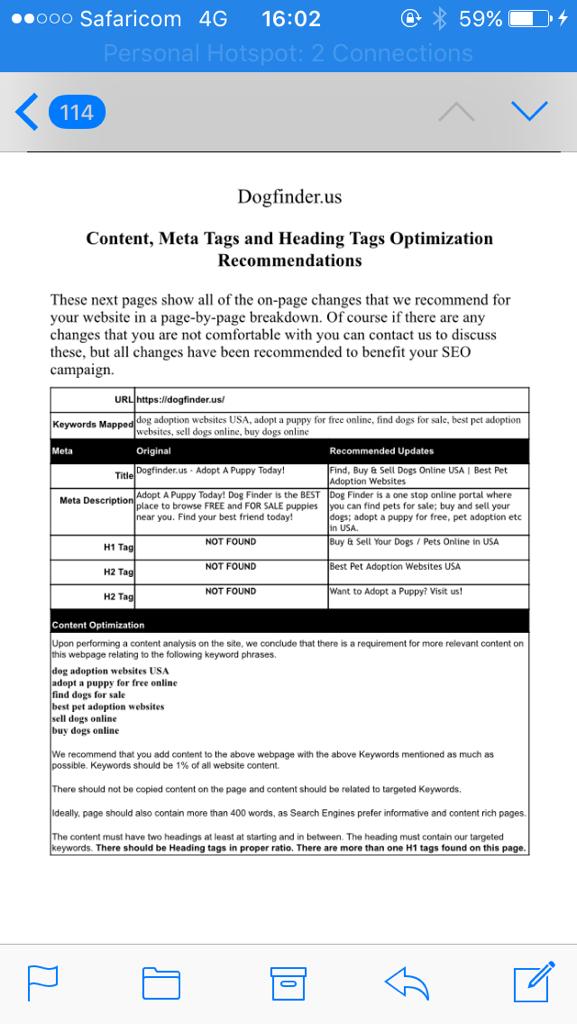 Safaricom 4G 16:02 59%
Personal Hotspot: 2 Connections
114
Dogfinder.us
Content, Meta Tags and Heading Tags Optimization
Recommendations
These next pages show all of the on-page changes that we recommend for
your website in a page-by-page breakdown. Of course if there are any
changes that you are not comfortable with you can contact us to discuss
these, but all changes have been recommended to benefit your SEO
campaign.
URL https://dogfinder.us/
Keywords Mapped dog adoption websites USA, adopt a puppy for free online, find dogs for sale, best pet adoption
websites, sell dogs online, buy dogs online
Meta Original Recommended Updates
Title Dogfinder.us - Adopt A Puppy Today! Find, Buy & Sell Dogs Online USA | Best Pet
Adoption Websites
Meta Description Adopt A Puppy Today! Dog Finder is the BEST Dog Finder is a one stop online portal where
place to browse FREE and FOR SALE puppies you can find pets for sale; buy and sell your
near you. Find your best friend today! dogs; adopt a puppy for free, pet adoption etc
in USA.
H1 Tag NOT FOUND Buy & Sell Your Dogs / Pets Online in USA
H2 Tag NOT FOUND Best Pet Adoption Websites USA
H2 Tag NOT FOUND Want to Adopt a Puppy? Visit us!
Content Optimization
Upon performing a content analysis on the site, we conclude that there is a requirement for more relevant content on
this webpage relating to the following keyword phrases.
dog adoption websites USA
adopt a puppy for free online
find dogs for sale
best pet adoption websites
sell dogs online
buy dogs online
We recommend that you add content to the above webpage with the above Keywords mentioned as much as
possible. Keywords should be 1% of all website content.
There should not be copied content on the page and content should be related to targeted Keywords.
Ideally, page should also contain more than 400 words, as Search Engines prefer informative and content rich pages.
The content must have two headings at least at starting and in between. The heading must contain our targeted
keywords. There should be Heading tags in proper ratio. There are more than one H1 tags found on this page.